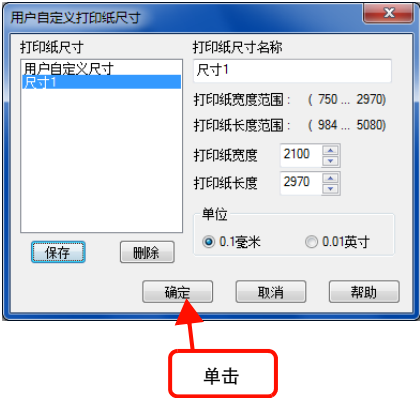 用户自定义打印纸尺寸
打印纸尺寸
用户自定义尺寸
尺寸1
保存
删除
打印纸尺寸名称
尺寸1
打印纸宽度范围： ( 750 ... 2970)
打印纸长度范围： ( 984 ... 5080)
打印纸宽度 2100
打印纸长度 2970
单位
0.1毫米 0.01英寸
确定 取消 帮助
单击